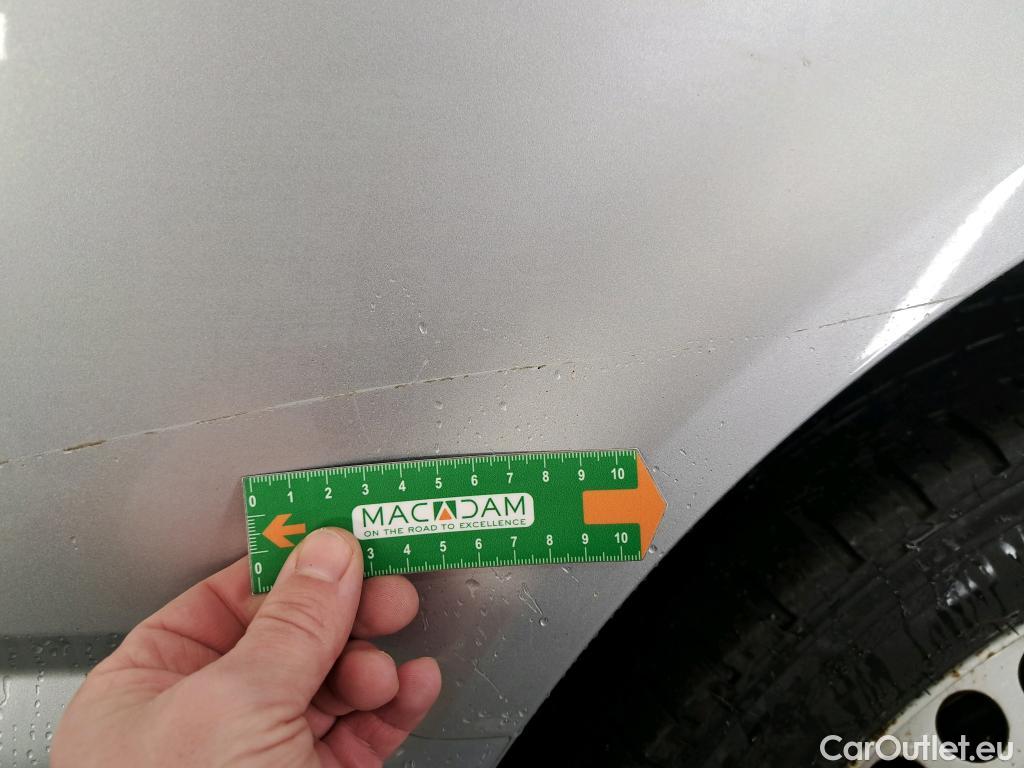 0 1 2 3 4 5 6 7 8 9 10
MACADAM
ON THE ROAD TO EXCELLENCE
0 3 4 5 6 7 8 9 10
CarOutlet.eu